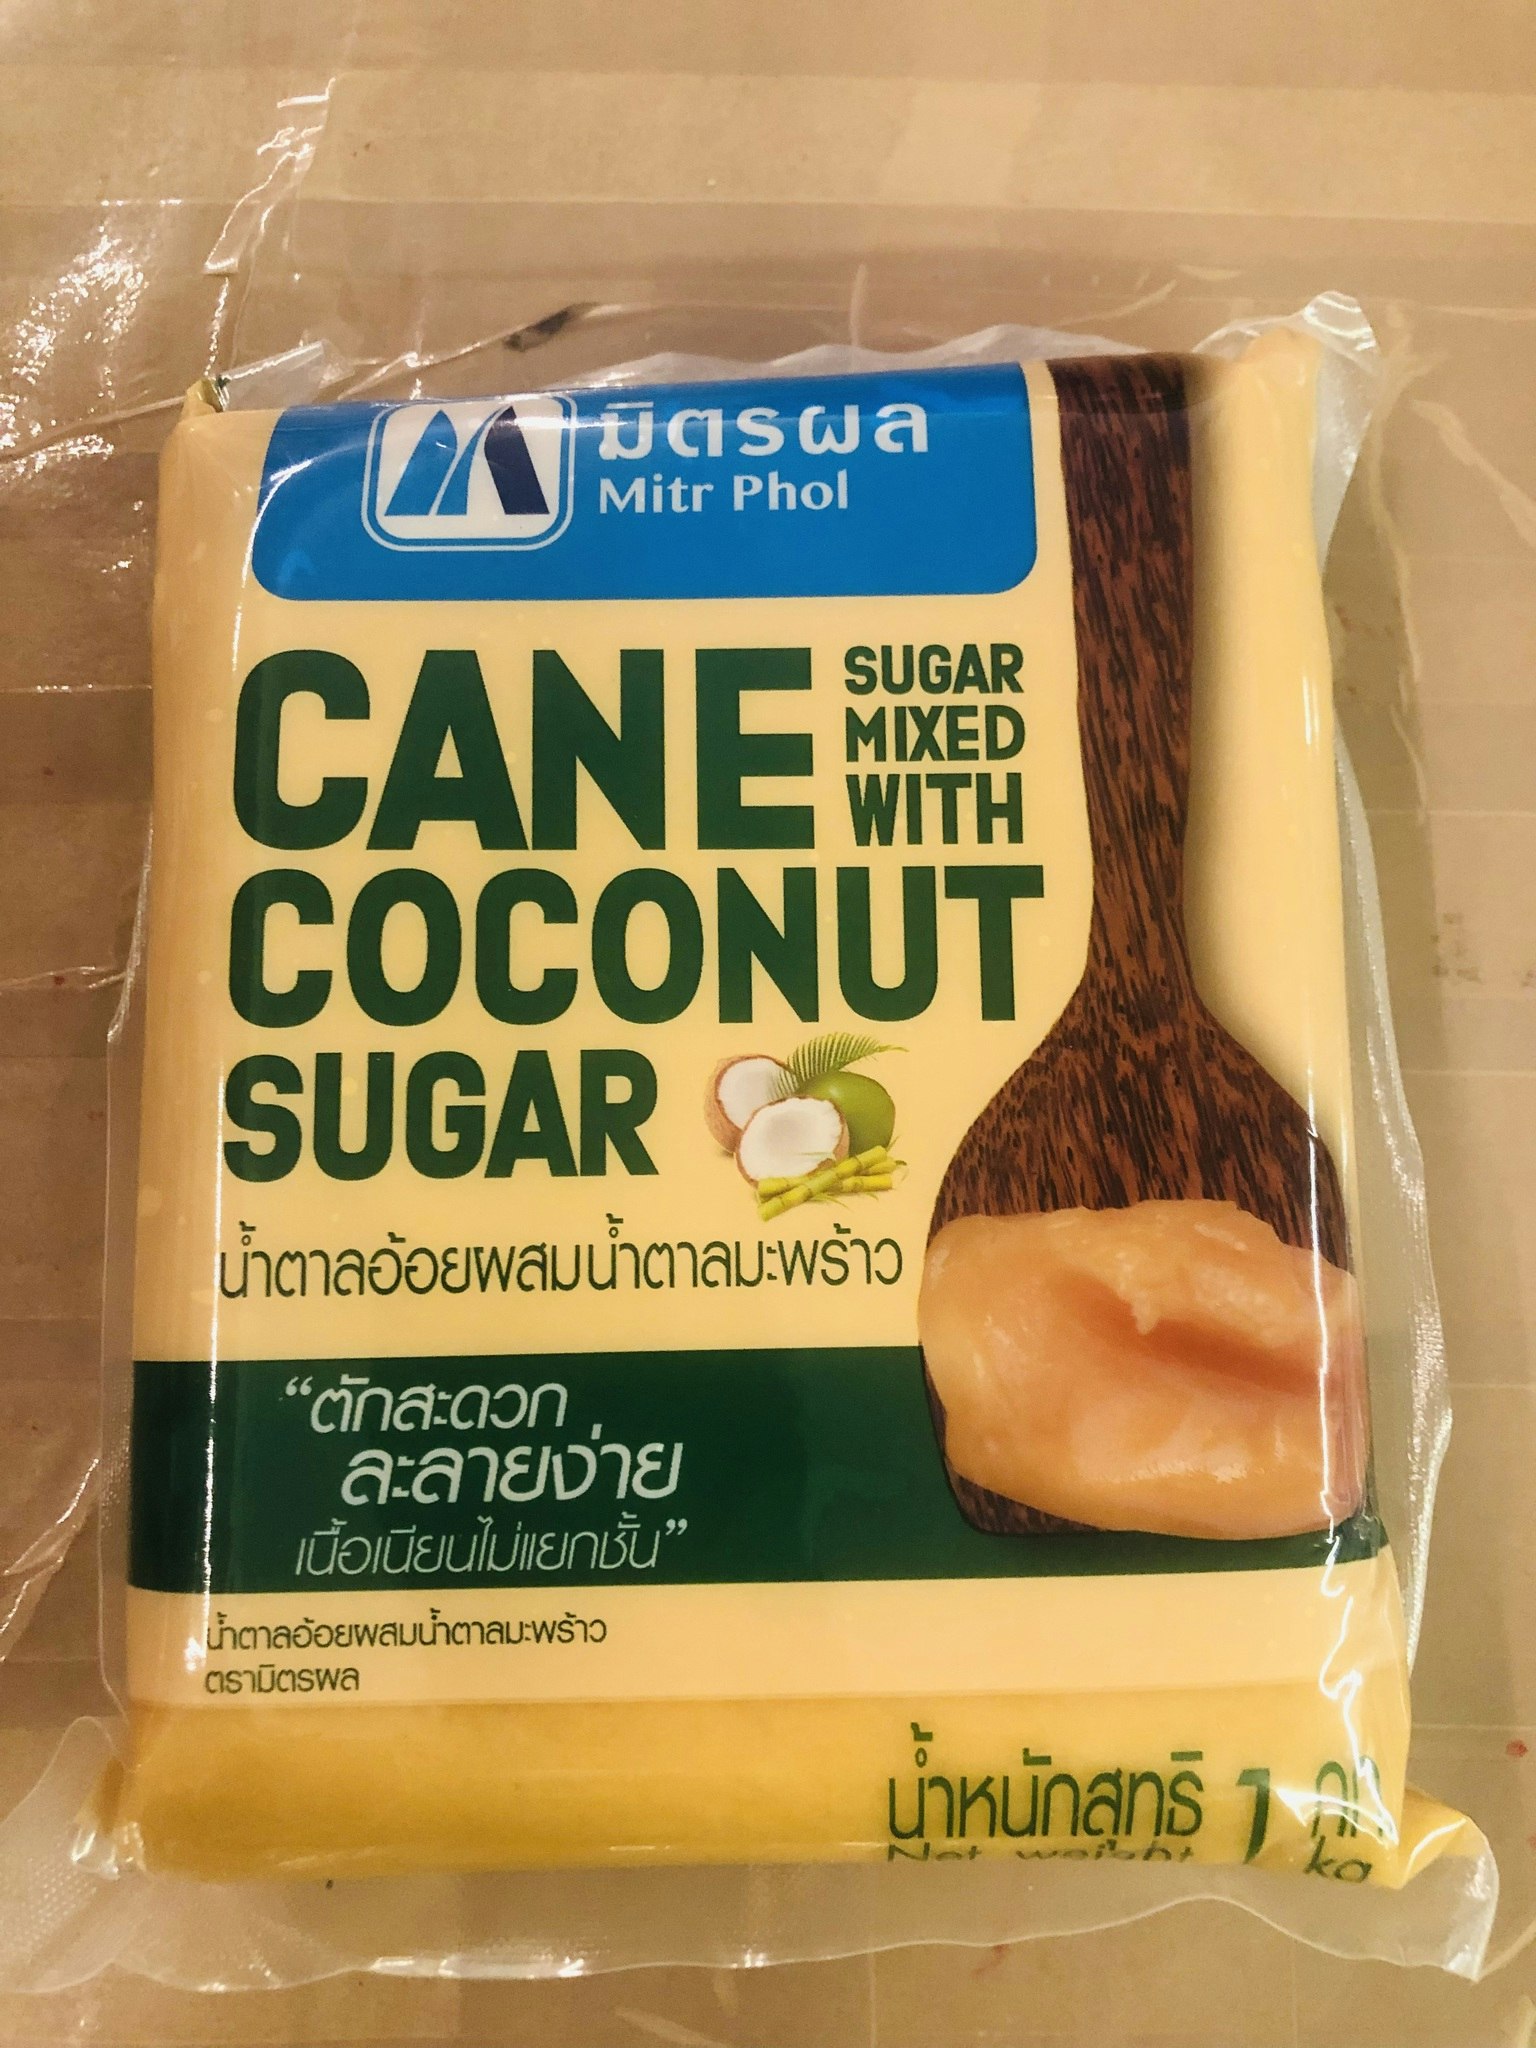 มิตรผล
Mitr Phol
CANE SUGAR MIXED WITH
COCONUT
SUGAR
น้ำตาลอ้อยผสมน้ำตาลมะพร้าว
“ตักสะดวก
ละลายง่าย
เนื้อเนียนไม่แยกชั้น”
น้ำตาลอ้อยผสมน้ำตาลมะพร้าว
ตรามิตรผล
น้ำหนักสุทธิ 1 กก
Net weight kg